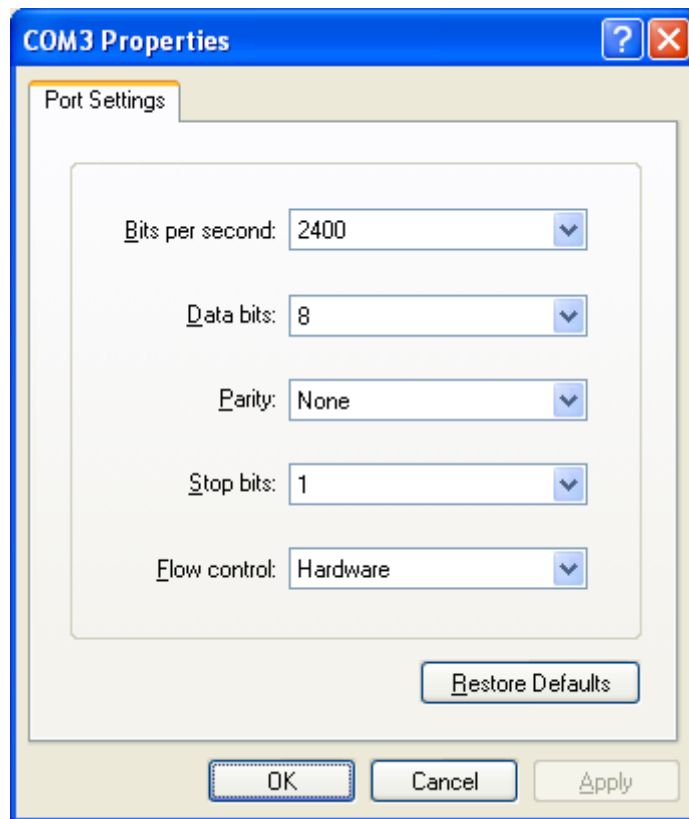 COM3 Properties
Port Settings
Bits per second: 2400
Data bits: 8
Parity: None
Stop bits: 1
Flow control: Hardware
Restore Defaults
OK Cancel Apply